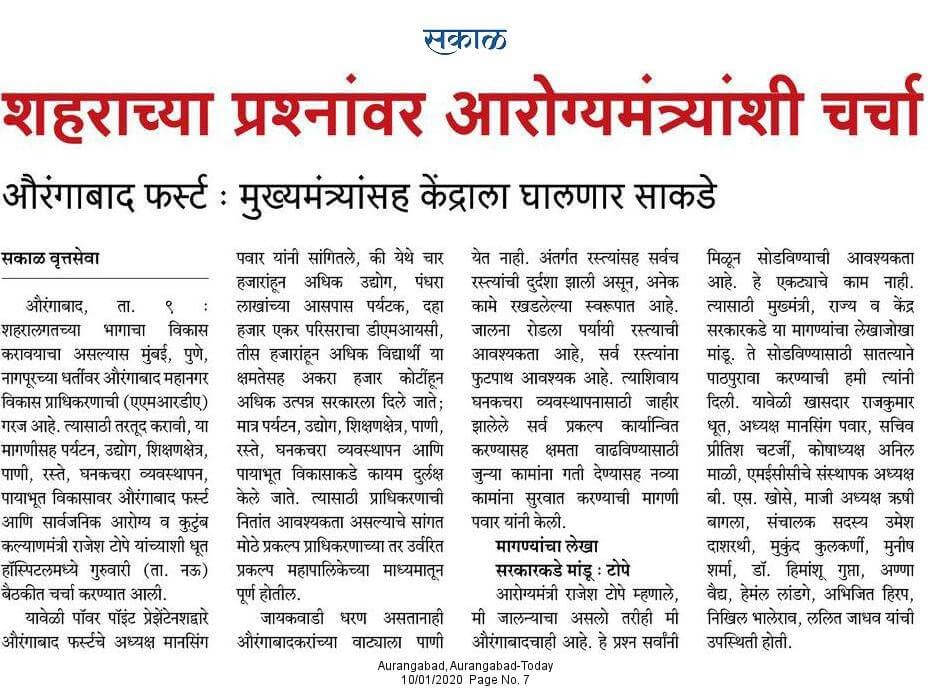 सकाळ
शहराच्या प्रश्नांवर आरोग्यमंत्र्यांशी चर्चा
औरंगाबाद फर्स्ट : मुख्यमंत्र्यांसह केंद्राला घालणार साकडे
सकाळ वृत्तसेवा
औरंगाबाद, ता. ९ :
शहरालगतच्या भागाचा विकास
करावयाचा असल्यास मुंबई, पुणे,
नागपूरच्या धर्तीवर औरंगाबाद महानगर
विकास प्राधिकरणाची (एएमआरडीए)
गरज आहे. त्यासाठी तरतूद करावी, या
मागणीसह पर्यटन, उद्योग, शिक्षणक्षेत्र,
पाणी, रस्ते, घनकचरा व्यवस्थापन,
पायाभूत विकासावर औरंगाबाद फर्स्ट
आणि सार्वजनिक आरोग्य व कुटुंब
कल्याणमंत्री राजेश टोपे यांच्याशी धूत
हॉस्पिटलमध्ये गुरुवारी (ता. नऊ)
बैठकीत चर्चा करण्यात आली.
यावेळी पॉवर पॉइंट प्रेझेंटेनशद्वारे
औरंगाबाद फर्स्टचे अध्यक्ष मानसिंग
पवार यांनी सांगितले, की येथे चार
हजारांहून अधिक उद्योग, पंधरा
लाखांच्या आसपास पर्यटक, दहा
हजार एकर परिसराचा डीएमआयसी,
तीस हजारांहून अधिक विद्यार्थी या
क्षमतेसह अकरा हजार कोटींहून
अधिक उत्पन्न सरकारला दिले जाते;
मात्र पर्यटन, उद्योग, शिक्षणक्षेत्र, पाणी,
रस्ते, घनकचरा व्यवस्थापन आणि
पायाभूत विकासाकडे कायम दुर्लक्ष
केले जाते. त्यासाठी प्राधिकरणाची
नितांत आवश्यकता असल्याचे सांगत
मोठे प्रकल्प प्राधिकरणाच्या तर उर्वरित
प्रकल्प महापालिकेच्या माध्यमातून
पूर्ण होतील.
जायकवाडी धरण असतानाही
औरंगाबादकरांच्या वाट्याला पाणी
येत नाही. अंतर्गत रस्त्यांसह सर्वच
रस्त्यांची दुर्दशा झाली असून, अनेक
कामे रखडलेल्या स्वरूपात आहे.
जालना रोडला पर्यायी रस्त्याची
आवश्यकता आहे, सर्व रस्त्यांना
फुटपाथ आवश्यक आहे. त्याशिवाय
घनकचरा व्यवस्थापनासाठी जाहीर
झालेले सर्व प्रकल्प कार्यान्वित
करण्यासह क्षमता वाढविण्यासाठी
जुन्या कामांना गती देण्यासह नव्या
कामांना सुरवात करण्याची मागणी
पवार यांनी केली.
मागण्यांचा लेखा
सरकारकडे मांडू : टोपे
आरोग्यमंत्री राजेश टोपे म्हणाले,
मी जालन्याचा असलो तरीही मी
औरंगाबादचाही आहे. हे प्रश्न सर्वांनी
मिळून सोडविण्याची आवश्यकता
आहे. हे एकट्याचे काम नाही.
त्यासाठी मुखमंत्री, राज्य व केंद्र
सरकारकडे या मागण्यांचा लेखाजोखा
मांडू. ते सोडविण्यासाठी सातत्याने
पाठपुरावा करण्याची हमी त्यांनी
दिली. यावेळी खासदार राजकुमार
धूत, अध्यक्ष मानसिंग पवार, सचिव
प्रीतिश चटर्जी, कोषाध्यक्ष अनिल
माळी, एमईसीसीचे संस्थापक अध्यक्ष
बी. एस. खोसे, माजी अध्यक्ष ऋषी
बागला, संचालक सदस्य उमेश
दाशरथी, मुकुंद कुलकर्णी, मुनीष
शर्मा, डॉ. हिमांशू गुप्ता, अण्णा
वैद्य, हेमंल लांडगे, अभिजित हिरप,
निखिल भालेराव, ललित जाधव यांची
उपस्थिती होती.
Aurangabad,Aurangabad-Today
10/01/2020 Page No. 7